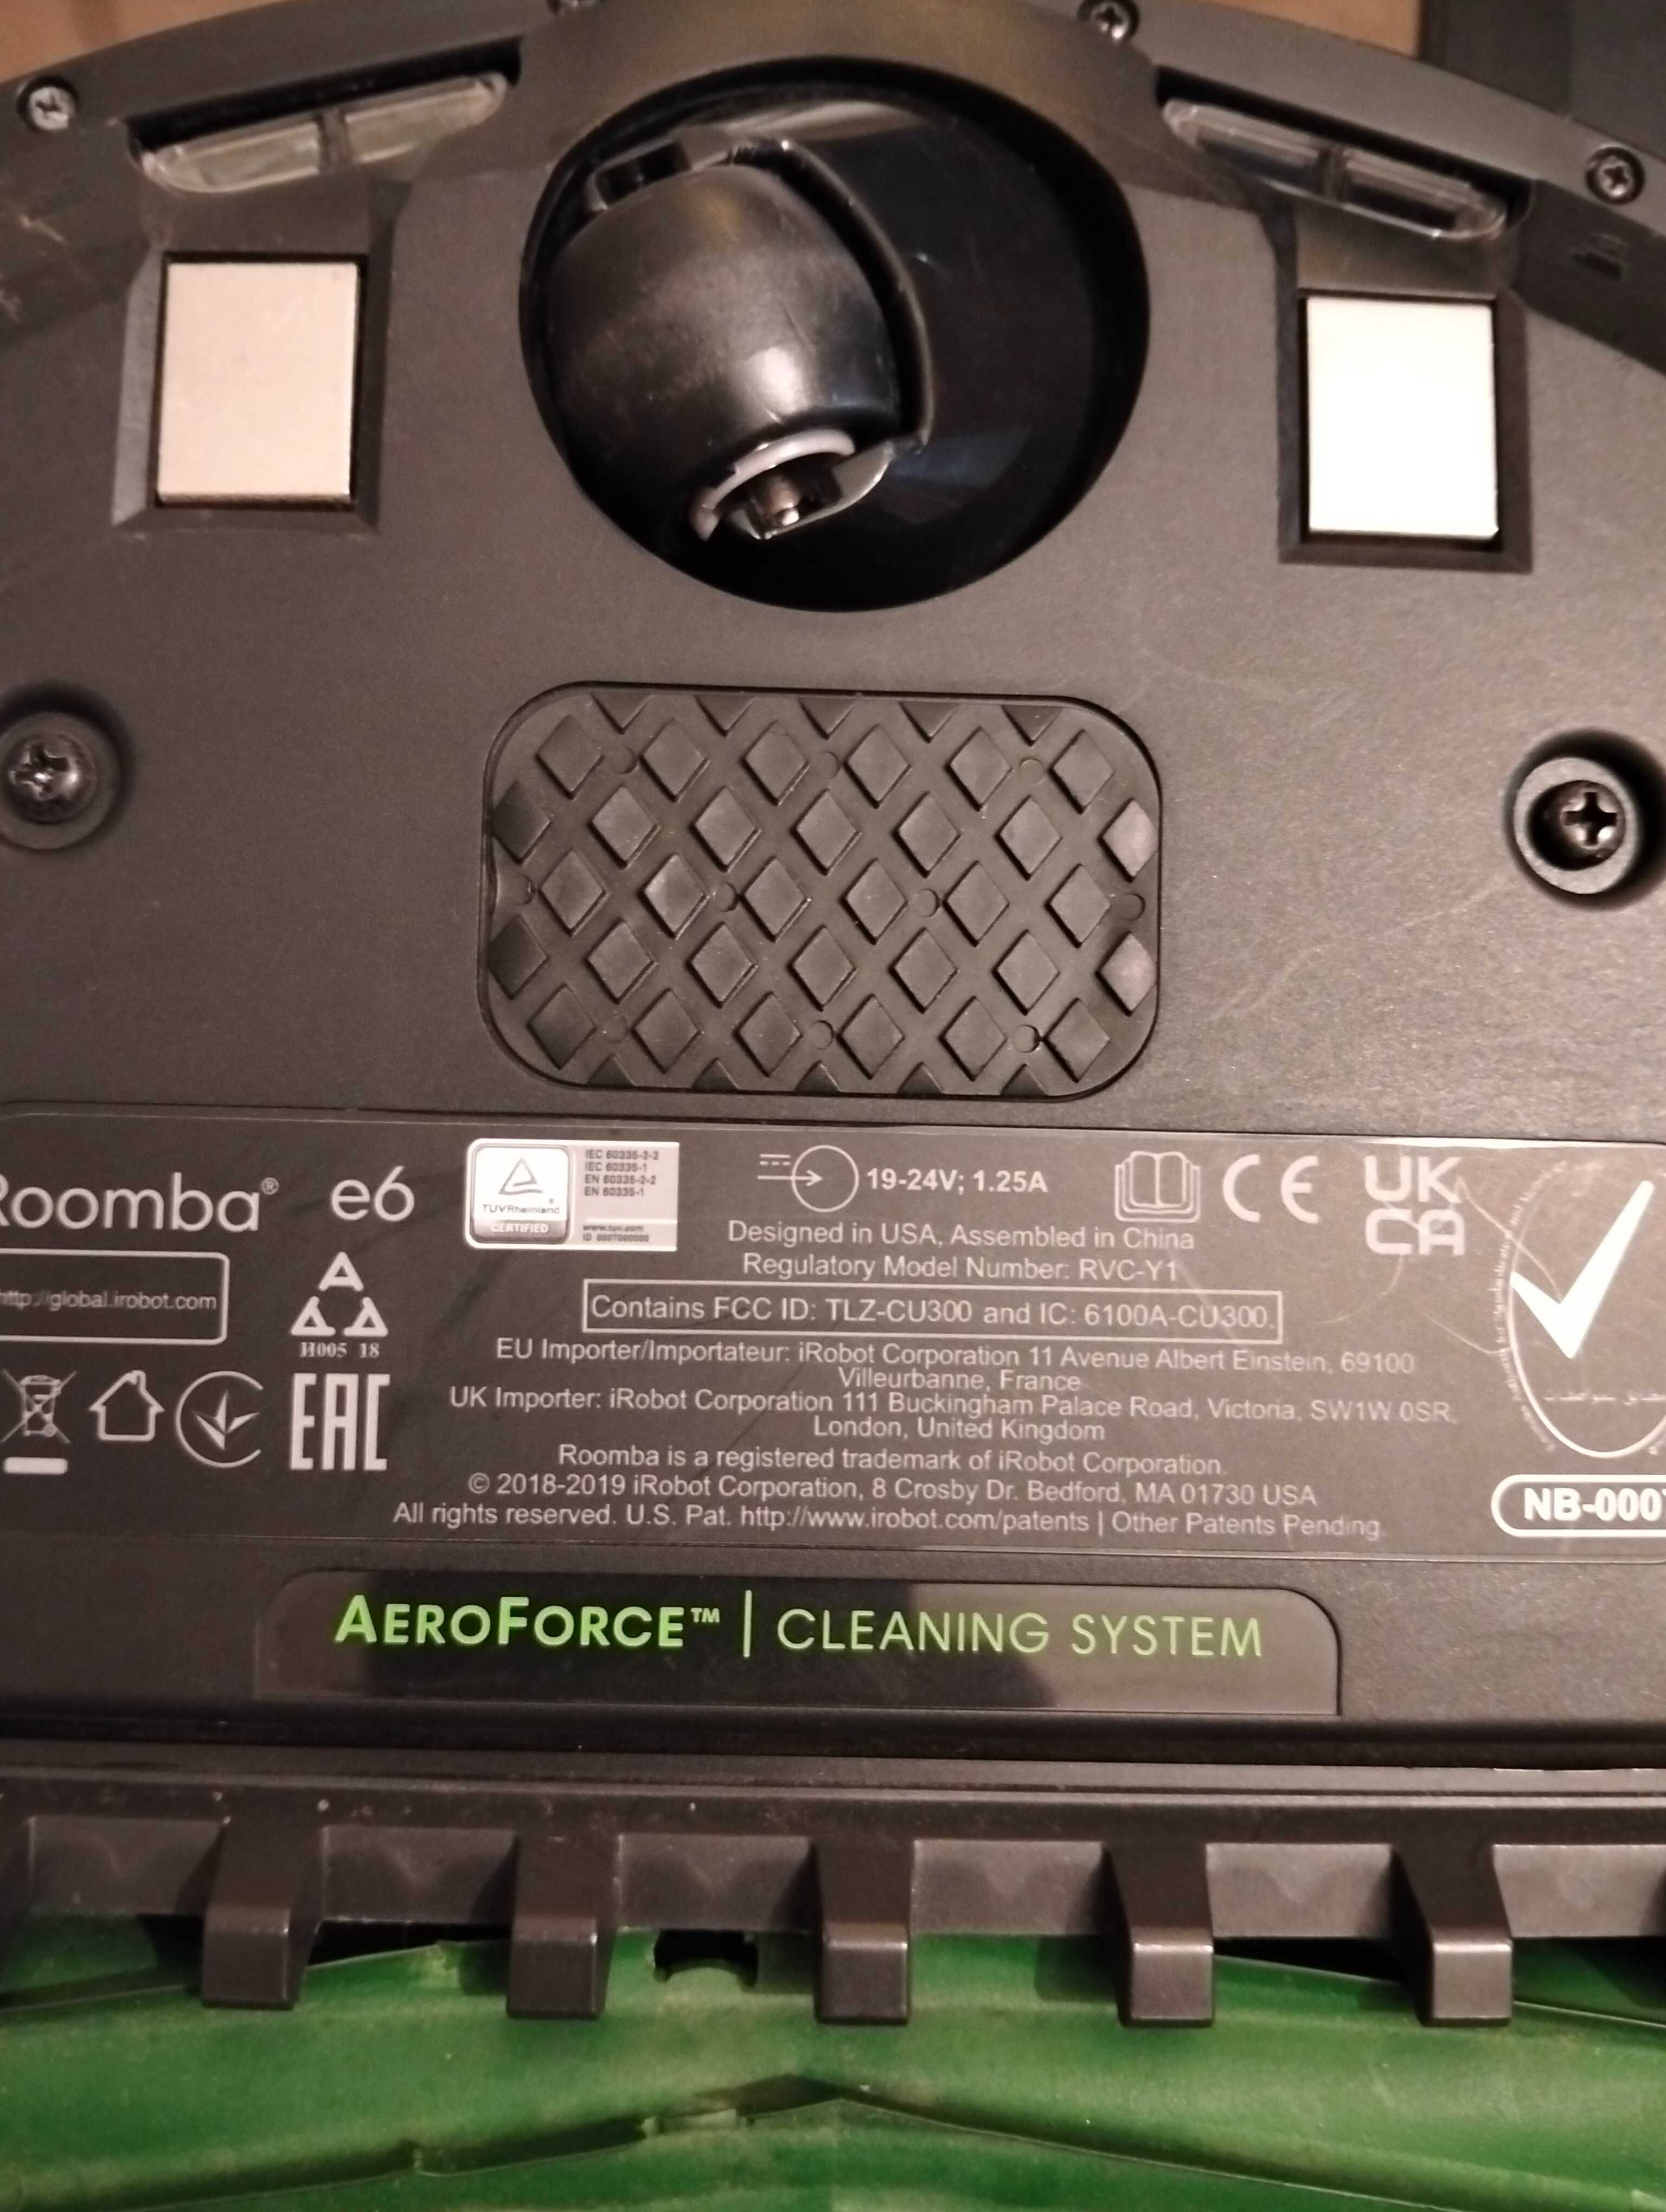 Roomba® e6
TÜVRheinland
CERTIFIED
IEC 60335-2-2
IEC 60335-1
EN 60335-2-2
EN 60335-1
www.tuv.com
ID 0007000000
19-24V; 1.25A
CE
UK
CA
Designed in USA, Assembled in China
Regulatory Model Number: RVC-Y1
http://global.irobot.com
И005 18
Contains FCC ID: TLZ-CU300 and IC: 6100A-CU300.
EU Importer/Importateur: iRobot Corporation 11 Avenue Albert Einstein, 69100
Villeurbanne, France
UK Importer: iRobot Corporation 111 Buckingham Palace Road, Victoria, SW1W 0SR,
London, United Kingdom
EAC
Roomba is a registered trademark of iRobot Corporation.
© 2018-2019 iRobot Corporation, 8 Crosby Dr. Bedford, MA 01730 USA
All rights reserved. U.S. Pat. http://www.irobot.com/patents | Other Patents Pending.
NB-0007
AEROFORCE™ | CLEANING SYSTEM